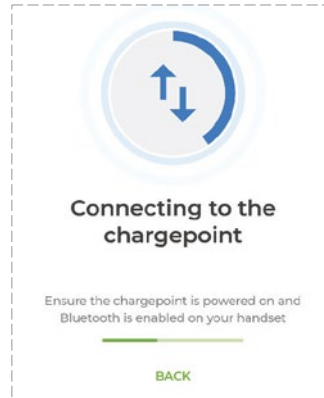 Connecting to the
chargepoint
Ensure the chargepoint is powered on and
Bluetooth is enabled on your handset
BACK